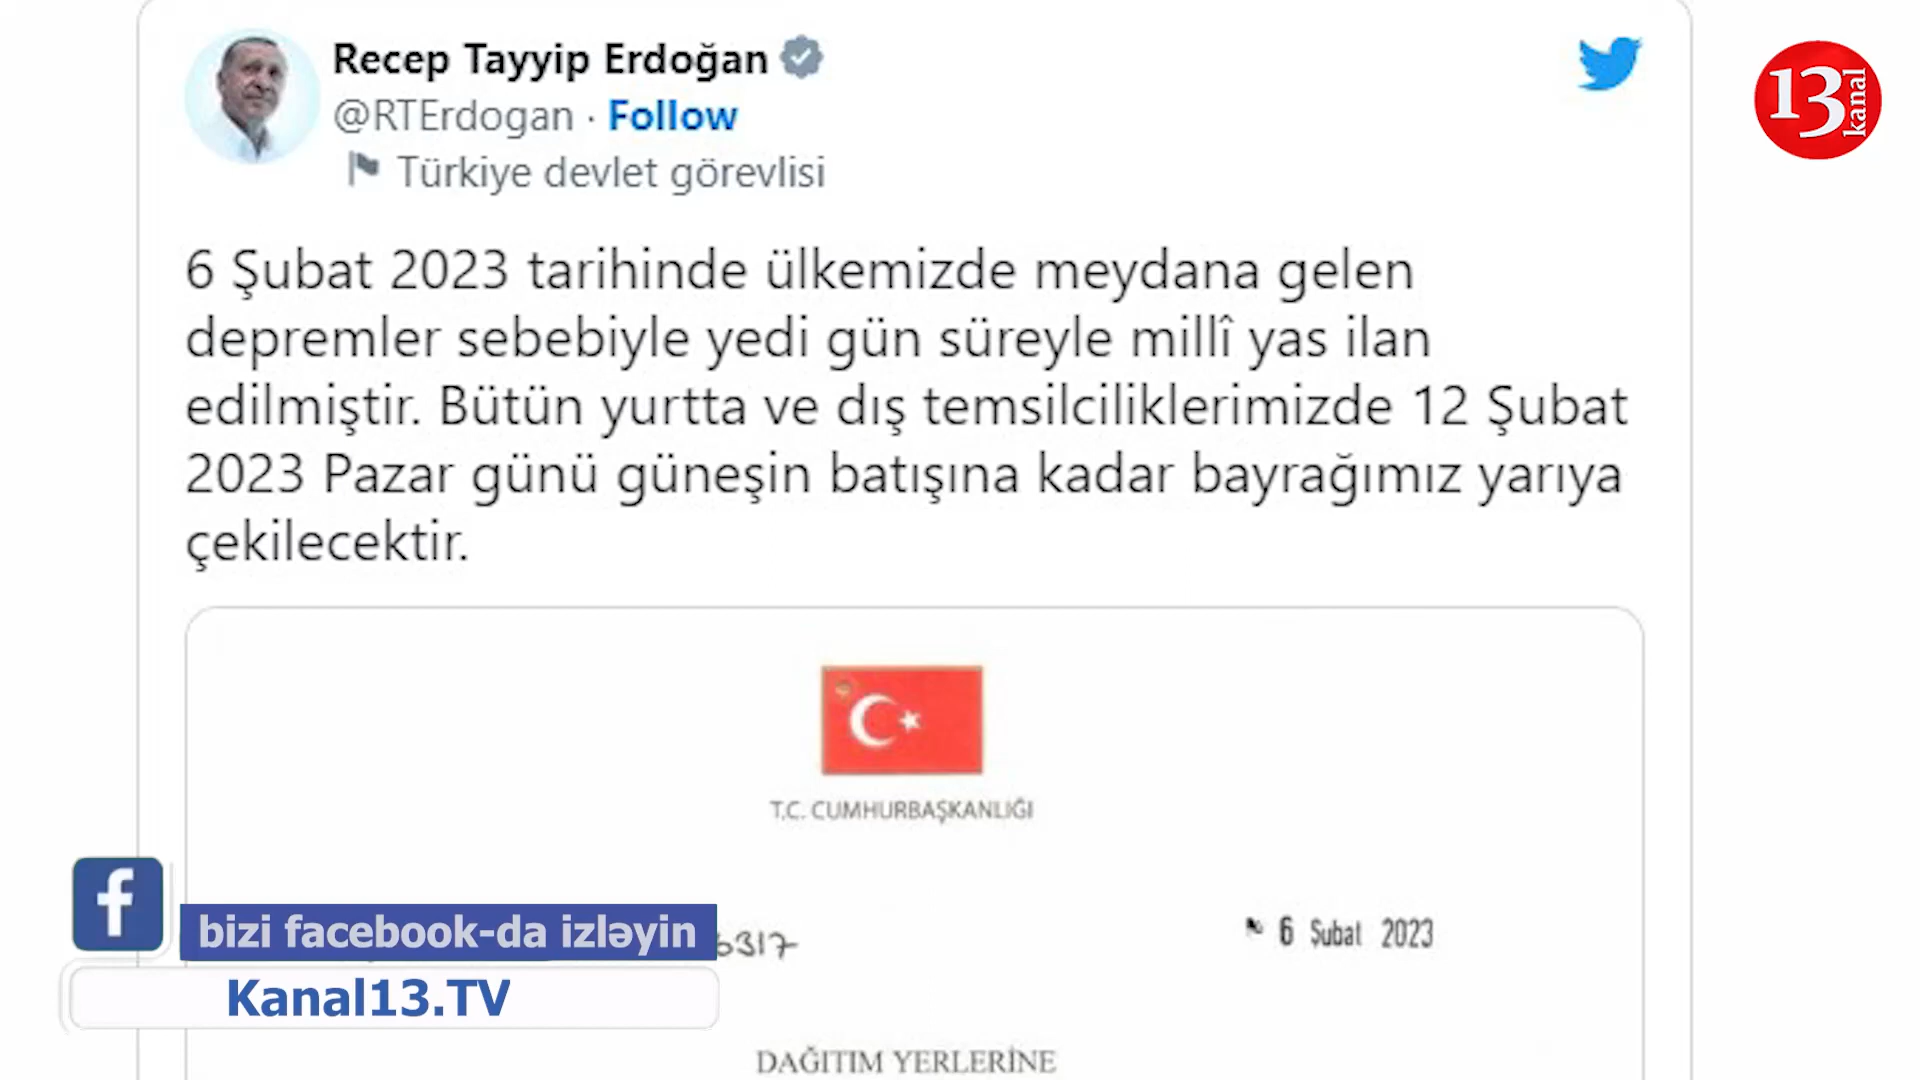 Recep Tayyip Erdoğan
@RTErdogan · Follow
Türkiye devlet görevlisi
13 kanal
6 Şubat 2023 tarihinde ülkemizde meydana gelen
depremler sebebiyle yedi gün süreyle millî yas ilan
edilmiştir. Bütün yurtta ve dış temsilciliklerimizde 12 Şubat
2023 Pazar günü güneşin batışına kadar bayrağımız yarıya
çekilecektir.
T.C. CUMHURBAŞKANLIĞI
6317
6 Şubat 2023
bizi facebook-da izləyin
Kanal13.TV
DAĞITIM YERLERİNE